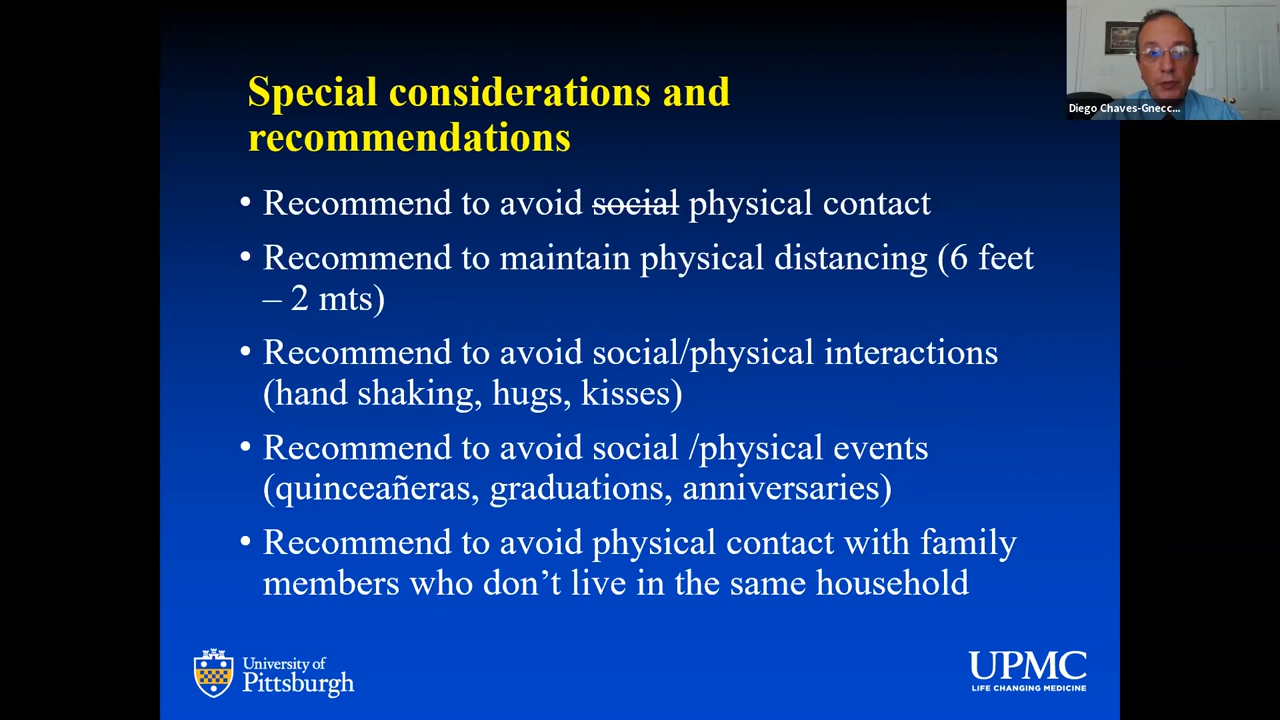 Special considerations and
recommendations
• Recommend to avoid social physical contact
• Recommend to maintain physical distancing (6 feet
– 2 mts)
• Recommend to avoid social/physical interactions
(hand shaking, hugs, kisses)
• Recommend to avoid social /physical events
(quinceañeras, graduations, anniversaries)
• Recommend to avoid physical contact with family
members who don’t live in the same household
Diego Chaves-Gnecc...
University of
Pittsburgh
UPMC
LIFE CHANGING MEDICINE